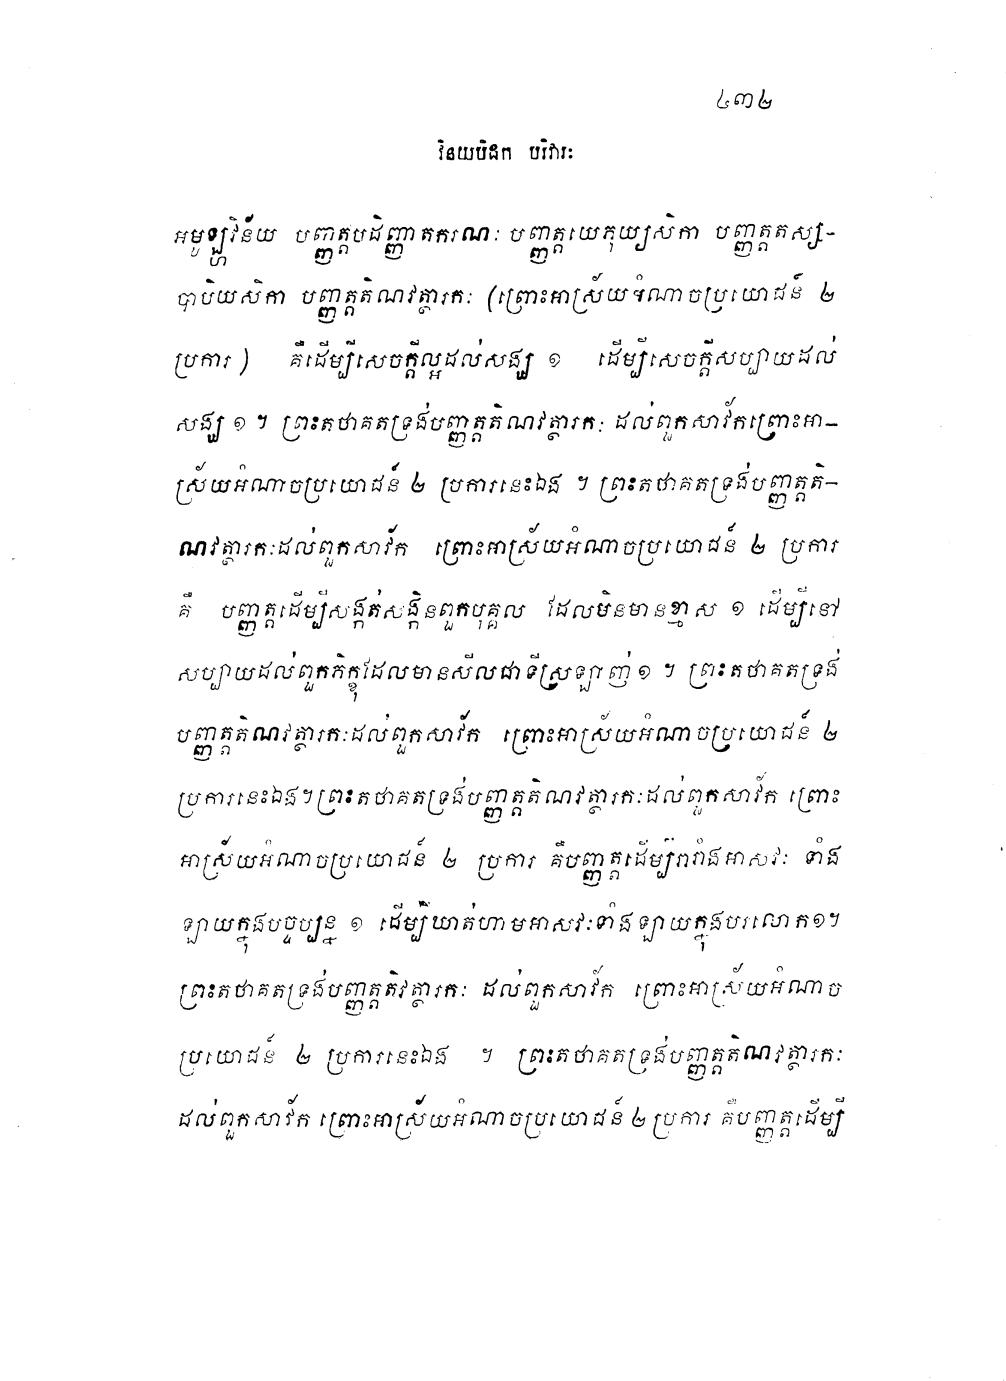 ៤៣២
វិនយបិដក បរិវារៈ
អមូឡ្ហវិន័យ បញ្ញត្តបដិញ្ញាតករណៈ បញ្ញត្តយេភុយ្យសិកា បញ្ញត្តតស្ស-
បាបិយសិកា បញ្ញត្តតិណវត្ថារកៈ (ព្រោះអាស្រ័យអំណាចប្រយោជន៍ ២
ប្រការ) គឺដើម្បីសេចក្តីល្អដល់សង្ឃ ១ ដើម្បីសេចក្តីសប្បាយដល់
សង្ឃ ១ ។ ព្រះតថាគតទ្រង់បញ្ញត្តតិណវត្ថារកៈ ដល់ពួកសាវ័កព្រោះអា-
ស្រ័យអំណាចប្រយោជន៍ ២ ប្រការនេះឯង ។ ព្រះតថាគតទ្រង់បញ្ញត្តតិ-
ណវត្ថារកៈដល់ពួកសាវ័ក ព្រោះអាស្រ័យអំណាចប្រយោជន៍ ២ ប្រការ
គឺ បញ្ញត្តដើម្បីសង្កត់សង្កិនពួកបុគ្គល ដែលមិនមានខ្មាស ១ ដើម្បីនៅ
សប្បាយដល់ពួកភិក្ខុដែលមានសីលជាទីស្រឡាញ់ ១ ។ ព្រះតថាគតទ្រង់
បញ្ញត្តតិណវត្ថារកៈដល់ពួកសាវ័ក ព្រោះអាស្រ័យអំណាចប្រយោជន៍ ២
ប្រការនេះឯង។ព្រះតថាគតទ្រង់បញ្ញត្តតិណវត្ថារកៈដល់ពួកសាវ័ក ព្រោះ
អាស្រ័យអំណាចប្រយោជន៍ ២ ប្រការ គឺបញ្ញត្តដើម្បីរារាំងអាសវៈ ទាំង
ឡាយក្នុងបច្ចុប្បន្ន ១ ដើម្បីឃាត់ហាមអាសវៈទាំងឡាយក្នុងបរលោក១។
ព្រះតថាគតទ្រង់បញ្ញត្តតិវត្ថារកៈ ដល់ពួកសាវ័ក ព្រោះអាស្រ័យអំណាច
ប្រយោជន៍ ២ ប្រការនេះឯង ។ ព្រះតថាគតទ្រង់បញ្ញត្តតិណវត្ថារកៈ
ដល់ពួកសាវ័ក ព្រោះអាស្រ័យអំណាចប្រយោជន៍ ២ ប្រការ គឺបញ្ញត្តដើម្បី